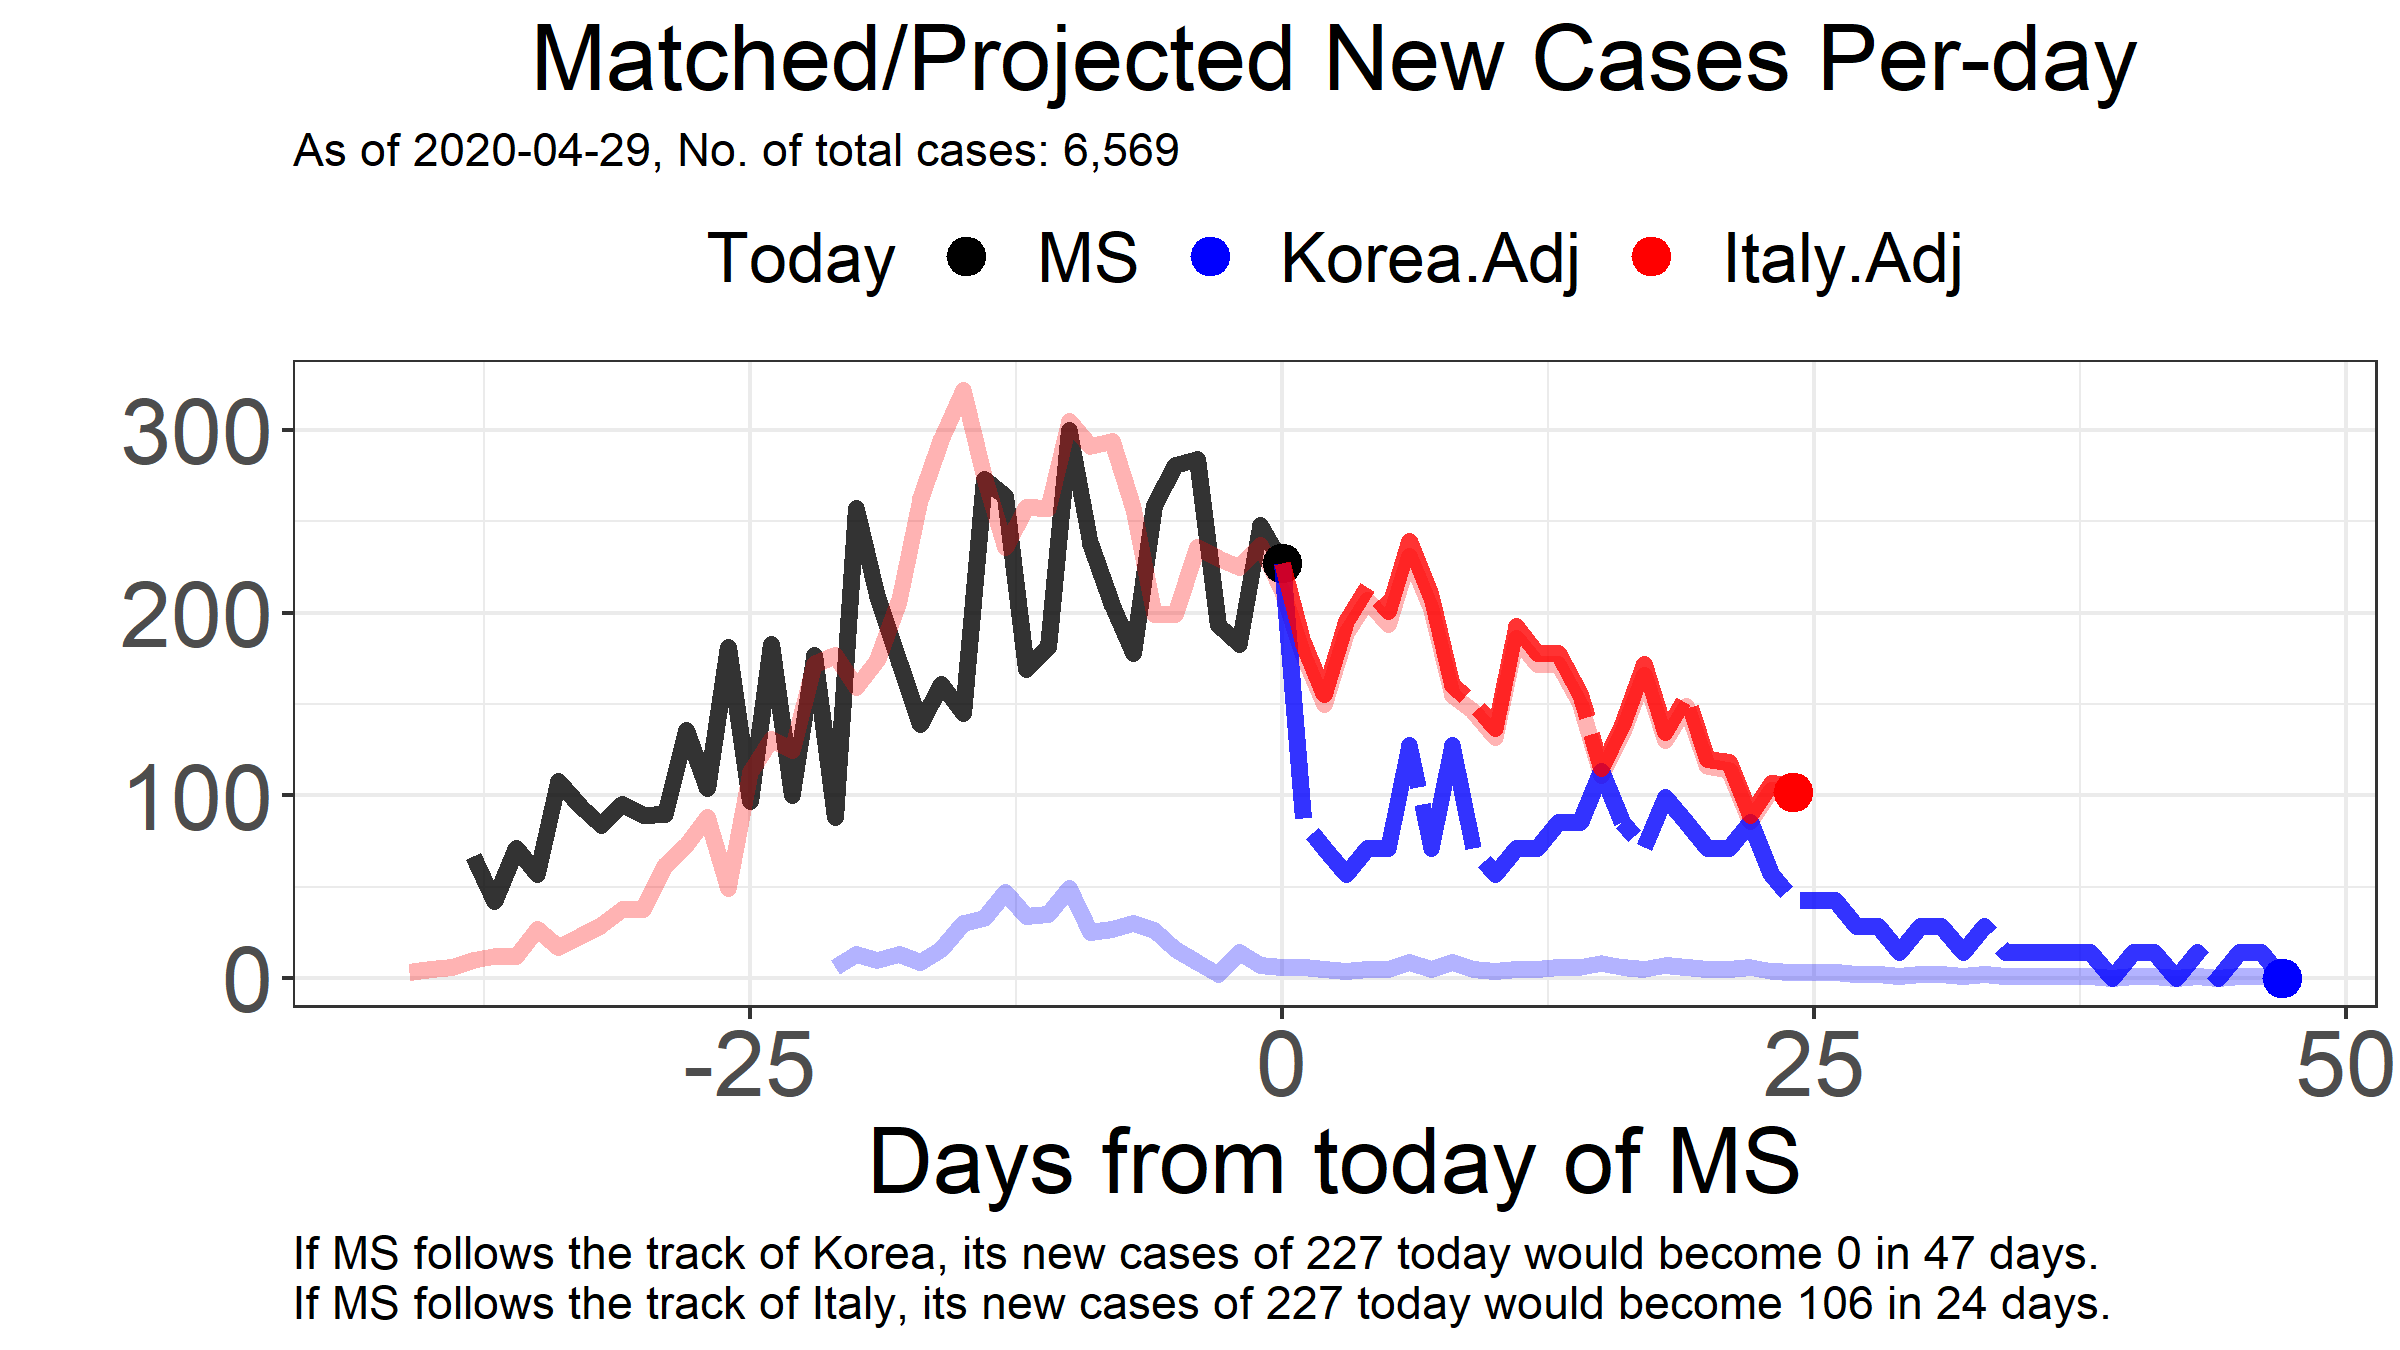 Matched/Projected New Cases Per-day
As of 2020-04-29, No. of total cases: 6,569
Today MS Korea.Adj Italy.Adj
300
200
100
0
-25 0 25 50
Days from today of MS
If MS follows the track of Korea, its new cases of 227 today would become 0 in 47 days.
If MS follows the track of Italy, its new cases of 227 today would become 106 in 24 days.